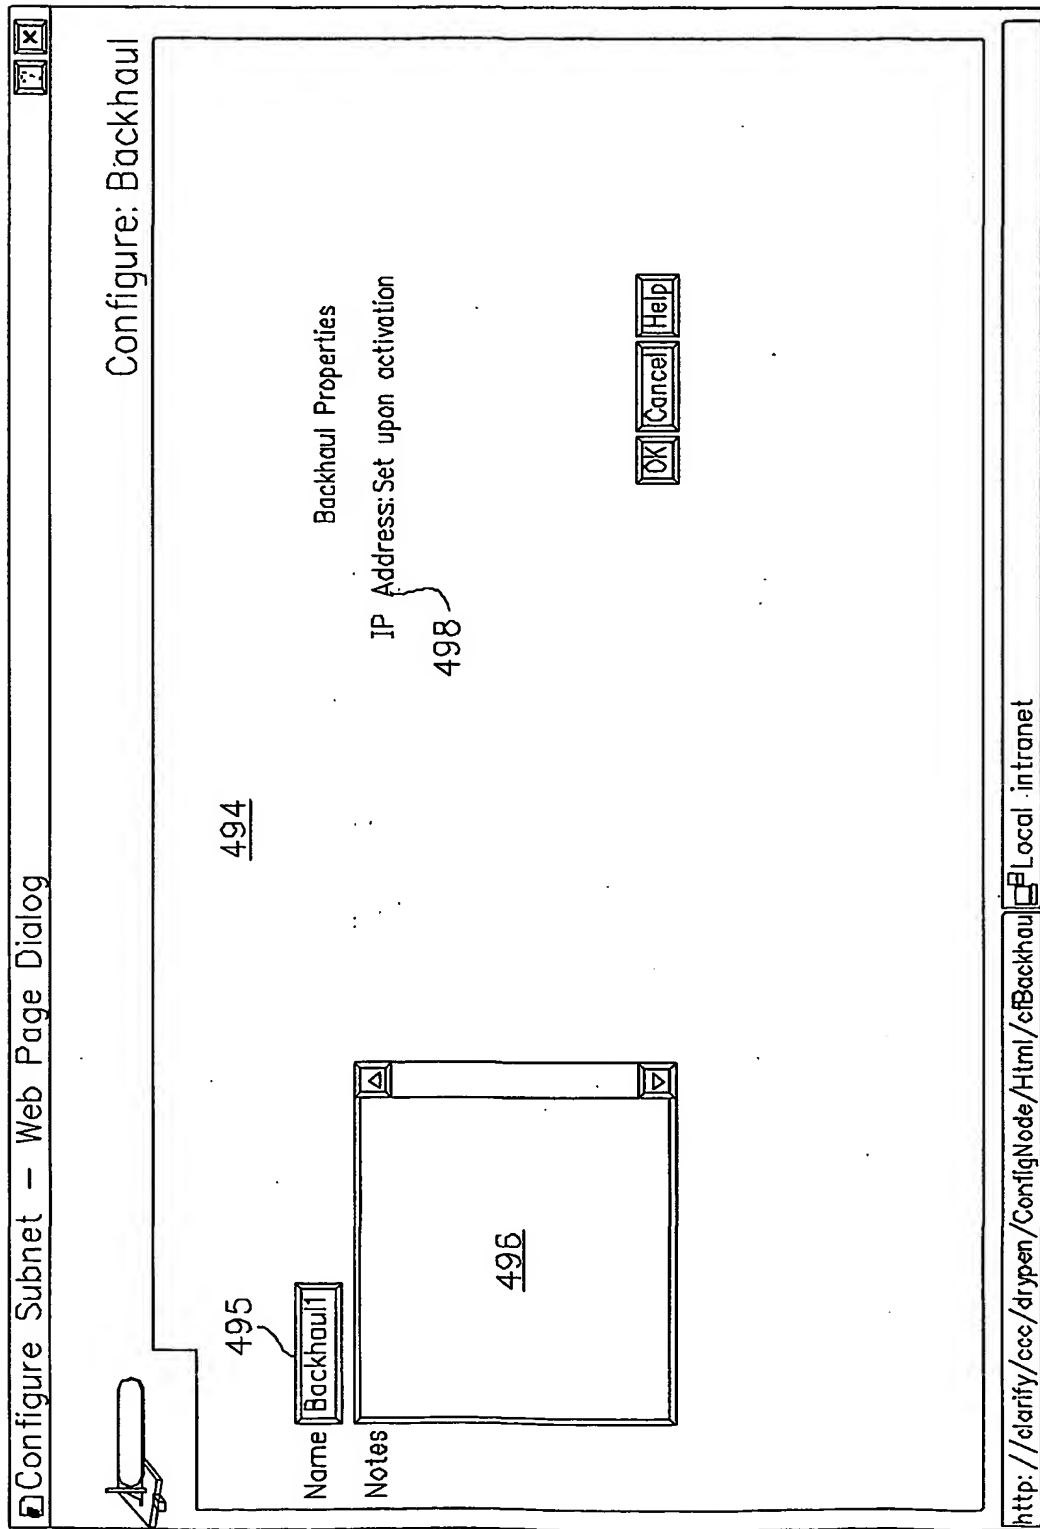 Configure Subnet – Web Page Dialog
? X
Configure: Backhaul
494
495
Name Backhaul1
Notes
496
Backhaul Properties
IP Address: Set upon activation
498
OK Cancel Help
http://clarify/ccc/drypen/ConfigNode/Html/cfBackhau
Local intranet